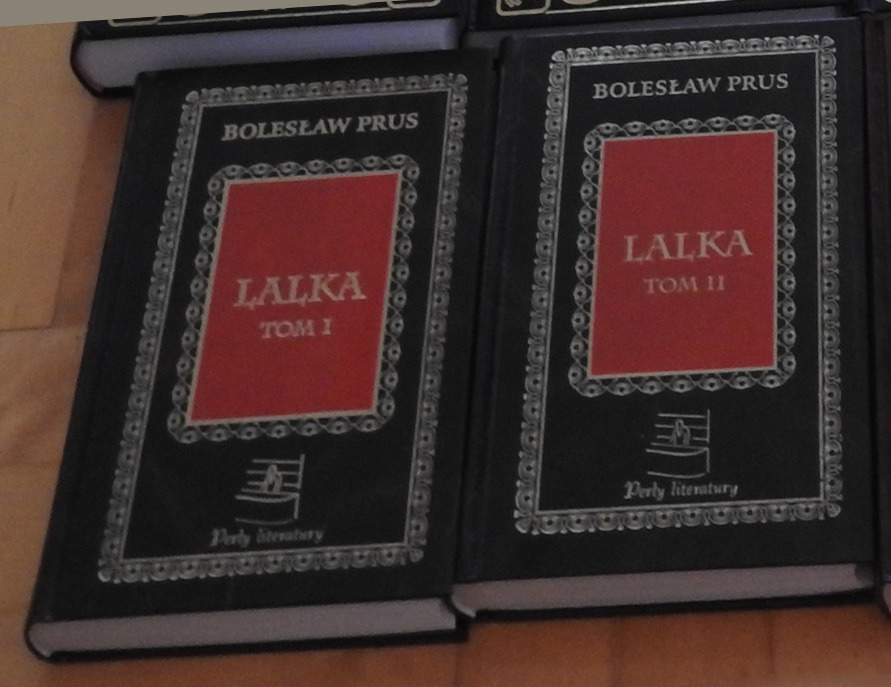 BOLESŁAW PRUS
LALKA
TOM I
Perły literatury
BOLESŁAW PRUS
LALKA
TOM II
Perły literatury